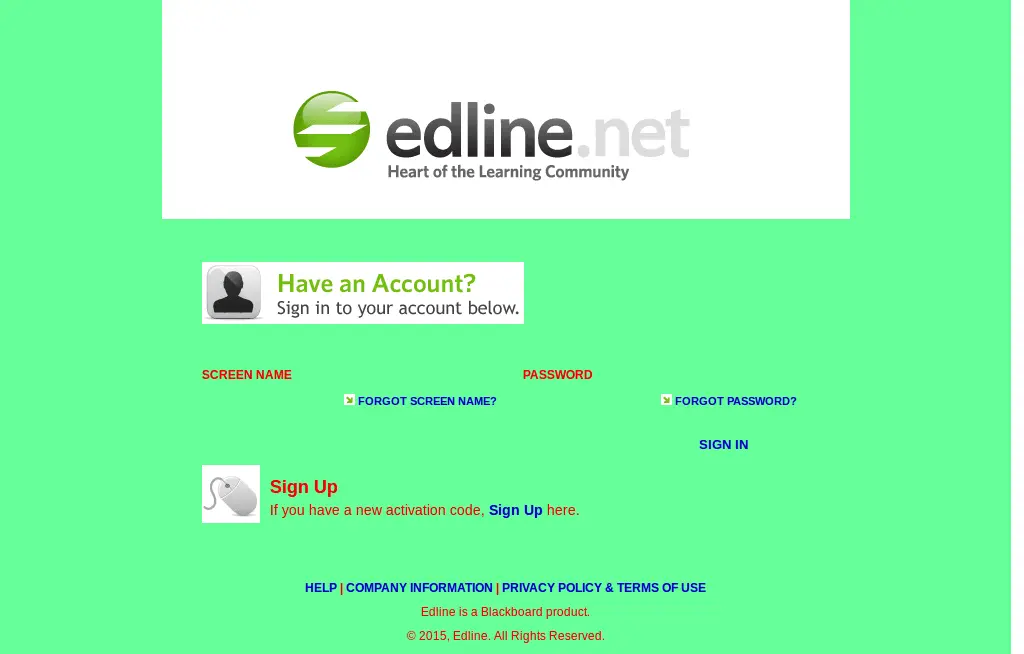 edline.net
Heart of the Learning Community
Have an Account?
Sign in to your account below.
SCREEN NAME
PASSWORD
FORGOT SCREEN NAME?
FORGOT PASSWORD?
SIGN IN
Sign Up
If you have a new activation code, Sign Up here.
HELP | COMPANY INFORMATION | PRIVACY POLICY & TERMS OF USE
Edline is a Blackboard product.
© 2015, Edline. All Rights Reserved.